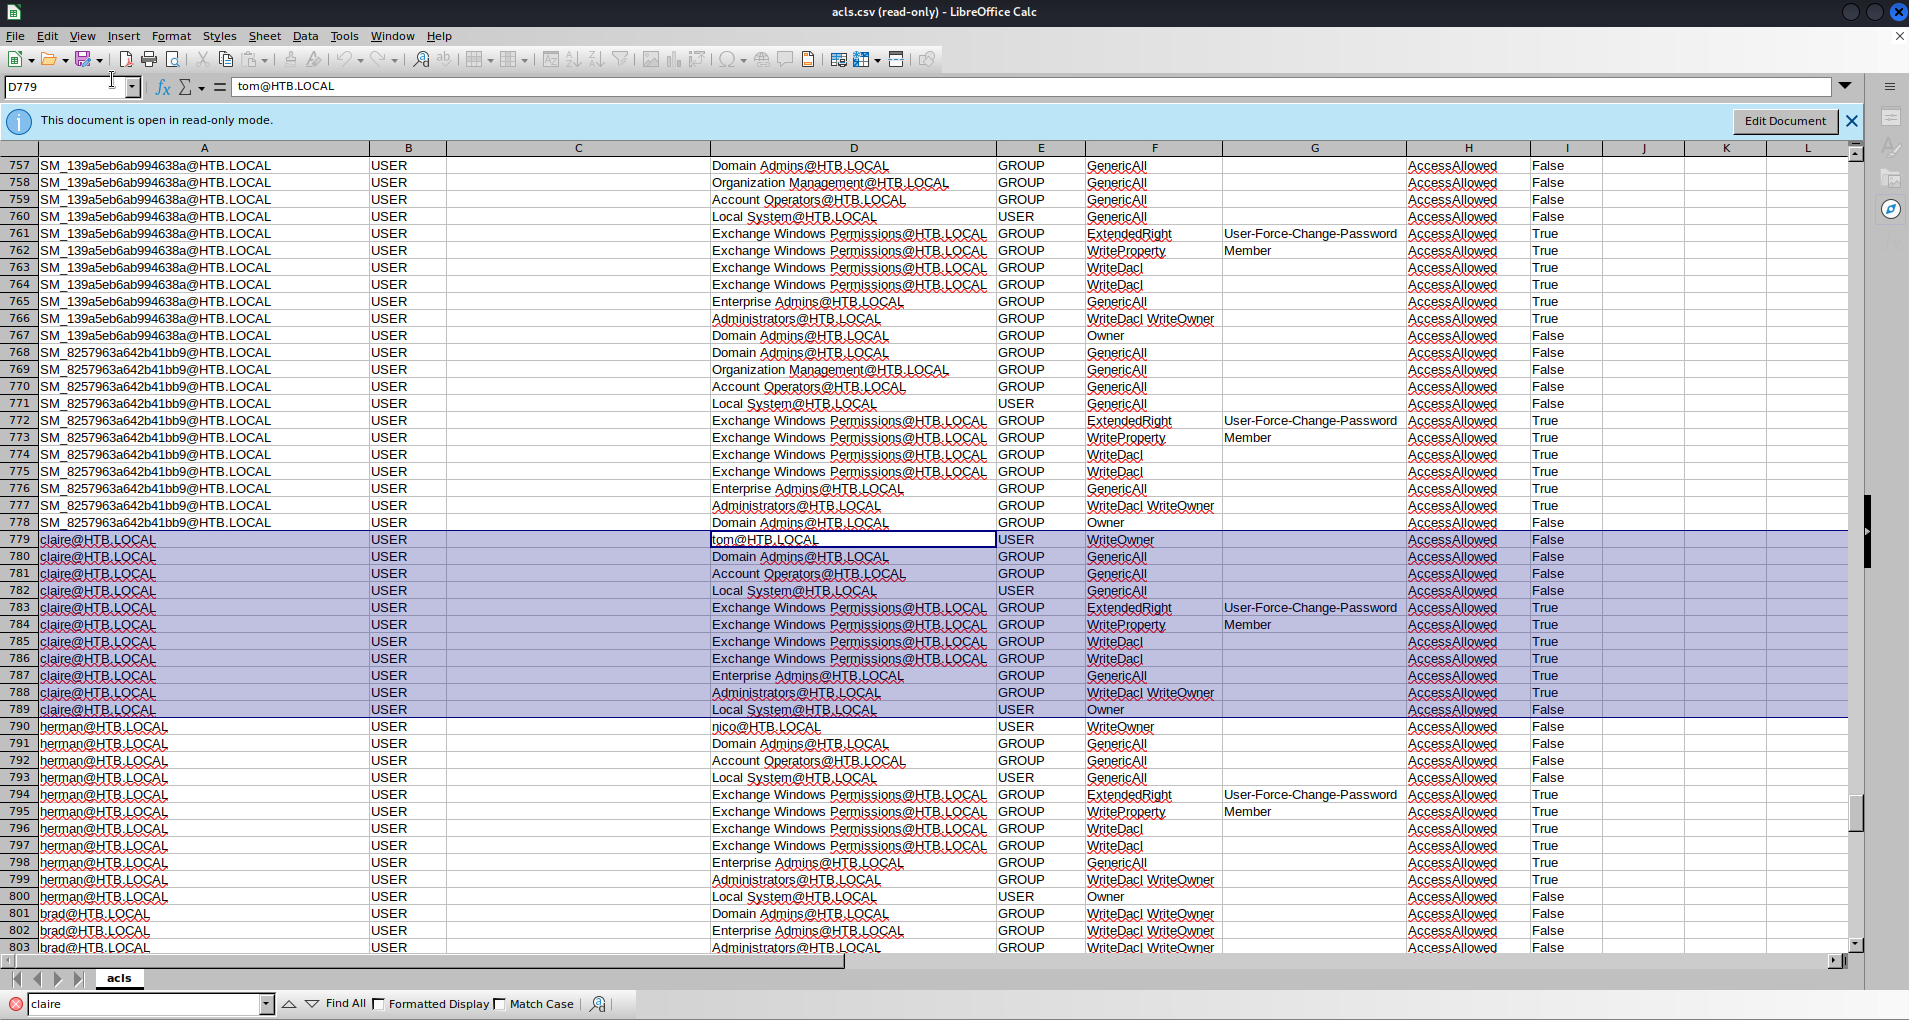 acls.csv (read-only) - LibreOffice Calc
File Edit View Insert Format Styles Sheet Data Tools Window Help
D779 tom@HTB.LOCAL
This document is open in read-only mode. Edit Document
A B C D E F G H I J K L
757 SM_139a5eb6ab994638a@HTB.LOCAL USER Domain Admins@HTB.LOCAL GROUP GenericAll AccessAllowed False
758 SM_139a5eb6ab994638a@HTB.LOCAL USER Organization Management@HTB.LOCAL GROUP GenericAll AccessAllowed False
759 SM_139a5eb6ab994638a@HTB.LOCAL USER Account Operators@HTB.LOCAL GROUP GenericAll AccessAllowed False
760 SM_139a5eb6ab994638a@HTB.LOCAL USER Local System@HTB.LOCAL USER GenericAll AccessAllowed False
761 SM_139a5eb6ab994638a@HTB.LOCAL USER Exchange Windows Permissions@HTB.LOCAL GROUP ExtendedRight User-Force-Change-Password AccessAllowed True
762 SM_139a5eb6ab994638a@HTB.LOCAL USER Exchange Windows Permissions@HTB.LOCAL GROUP WriteProperty Member AccessAllowed True
763 SM_139a5eb6ab994638a@HTB.LOCAL USER Exchange Windows Permissions@HTB.LOCAL GROUP WriteDacl AccessAllowed True
764 SM_139a5eb6ab994638a@HTB.LOCAL USER Exchange Windows Permissions@HTB.LOCAL GROUP WriteDacl AccessAllowed True
765 SM_139a5eb6ab994638a@HTB.LOCAL USER Enterprise Admins@HTB.LOCAL GROUP GenericAll AccessAllowed True
766 SM_139a5eb6ab994638a@HTB.LOCAL USER Administrators@HTB.LOCAL GROUP WriteDacl WriteOwner AccessAllowed True
767 SM_139a5eb6ab994638a@HTB.LOCAL USER Domain Admins@HTB.LOCAL GROUP Owner AccessAllowed False
768 SM_8257963a642b41bb9@HTB.LOCAL USER Domain Admins@HTB.LOCAL GROUP GenericAll AccessAllowed False
769 SM_8257963a642b41bb9@HTB.LOCAL USER Organization Management@HTB.LOCAL GROUP GenericAll AccessAllowed False
770 SM_8257963a642b41bb9@HTB.LOCAL USER Account Operators@HTB.LOCAL GROUP GenericAll AccessAllowed False
771 SM_8257963a642b41bb9@HTB.LOCAL USER Local System@HTB.LOCAL USER GenericAll AccessAllowed False
772 SM_8257963a642b41bb9@HTB.LOCAL USER Exchange Windows Permissions@HTB.LOCAL GROUP ExtendedRight User-Force-Change-Password AccessAllowed True
773 SM_8257963a642b41bb9@HTB.LOCAL USER Exchange Windows Permissions@HTB.LOCAL GROUP WriteProperty Member AccessAllowed True
774 SM_8257963a642b41bb9@HTB.LOCAL USER Exchange Windows Permissions@HTB.LOCAL GROUP WriteDacl AccessAllowed True
775 SM_8257963a642b41bb9@HTB.LOCAL USER Exchange Windows Permissions@HTB.LOCAL GROUP WriteDacl AccessAllowed True
776 SM_8257963a642b41bb9@HTB.LOCAL USER Enterprise Admins@HTB.LOCAL GROUP GenericAll AccessAllowed True
777 SM_8257963a642b41bb9@HTB.LOCAL USER Administrators@HTB.LOCAL GROUP WriteDacl WriteOwner AccessAllowed True
778 SM_8257963a642b41bb9@HTB.LOCAL USER Domain Admins@HTB.LOCAL GROUP Owner AccessAllowed False
779 claire@HTB.LOCAL USER tom@HTB.LOCAL USER WriteOwner AccessAllowed False
780 claire@HTB.LOCAL USER Domain Admins@HTB.LOCAL GROUP GenericAll AccessAllowed False
781 claire@HTB.LOCAL USER Account Operators@HTB.LOCAL GROUP GenericAll AccessAllowed False
782 claire@HTB.LOCAL USER Local System@HTB.LOCAL USER GenericAll AccessAllowed False
783 claire@HTB.LOCAL USER Exchange Windows Permissions@HTB.LOCAL GROUP ExtendedRight User-Force-Change-Password AccessAllowed True
784 claire@HTB.LOCAL USER Exchange Windows Permissions@HTB.LOCAL GROUP WriteProperty Member AccessAllowed True
785 claire@HTB.LOCAL USER Exchange Windows Permissions@HTB.LOCAL GROUP WriteDacl AccessAllowed True
786 claire@HTB.LOCAL USER Exchange Windows Permissions@HTB.LOCAL GROUP WriteDacl AccessAllowed True
787 claire@HTB.LOCAL USER Enterprise Admins@HTB.LOCAL GROUP GenericAll AccessAllowed True
788 claire@HTB.LOCAL USER Administrators@HTB.LOCAL GROUP WriteDacl WriteOwner AccessAllowed True
789 claire@HTB.LOCAL USER Local System@HTB.LOCAL USER Owner AccessAllowed False
790 herman@HTB.LOCAL USER nico@HTB.LOCAL USER WriteOwner AccessAllowed False
791 herman@HTB.LOCAL USER Domain Admins@HTB.LOCAL GROUP GenericAll AccessAllowed False
792 herman@HTB.LOCAL USER Account Operators@HTB.LOCAL GROUP GenericAll AccessAllowed False
793 herman@HTB.LOCAL USER Local System@HTB.LOCAL USER GenericAll AccessAllowed False
794 herman@HTB.LOCAL USER Exchange Windows Permissions@HTB.LOCAL GROUP ExtendedRight User-Force-Change-Password AccessAllowed True
795 herman@HTB.LOCAL USER Exchange Windows Permissions@HTB.LOCAL GROUP WriteProperty Member AccessAllowed True
796 herman@HTB.LOCAL USER Exchange Windows Permissions@HTB.LOCAL GROUP WriteDacl AccessAllowed True
797 herman@HTB.LOCAL USER Exchange Windows Permissions@HTB.LOCAL GROUP WriteDacl AccessAllowed True
798 herman@HTB.LOCAL USER Enterprise Admins@HTB.LOCAL GROUP GenericAll AccessAllowed True
799 herman@HTB.LOCAL USER Administrators@HTB.LOCAL GROUP WriteDacl WriteOwner AccessAllowed True
800 herman@HTB.LOCAL USER Local System@HTB.LOCAL USER Owner AccessAllowed False
801 brad@HTB.LOCAL USER Domain Admins@HTB.LOCAL GROUP WriteDacl WriteOwner AccessAllowed False
802 brad@HTB.LOCAL USER Enterprise Admins@HTB.LOCAL GROUP WriteDacl WriteOwner AccessAllowed False
803 brad@HTB.LOCAL USER Administrators@HTB.LOCAL GROUP WriteDacl WriteOwner AccessAllowed False
acls
claire Find All Formatted Display Match Case